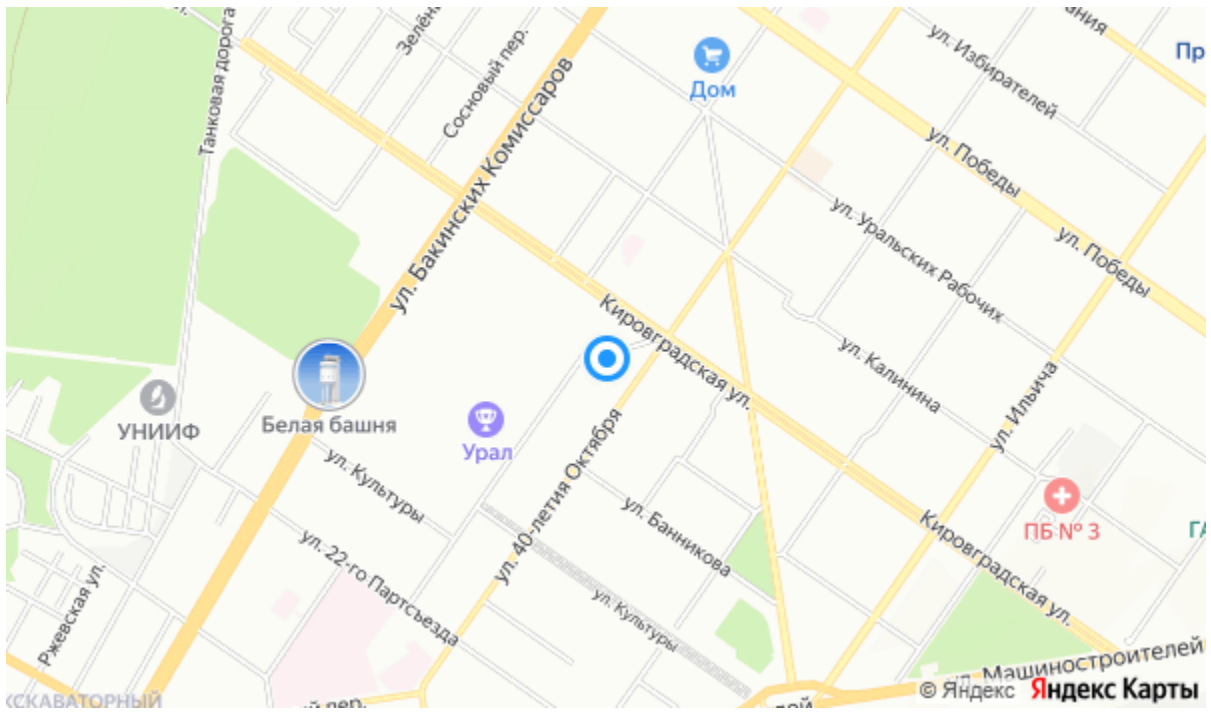 Танковая дорога
Сосновый пер.
ул. Бакинских Комиссаров
Дом
ул. Избирателей
Пр
ул. Победы
ул. Победы
ул. Уральских Рабочих
Кировградская ул.
ул. Калинина
ул. Ильича
УНИИФ
Белая башня
Урал
ул. 40-летия Октября
ул. Культуры
ул. Банникова
ПБ № 3
ул. 22-го Партсъезда
ул. Культуры
Кировградская ул.
Ржевская ул.
ул. Машиностроителей
© Яндекс Яндекс Карты